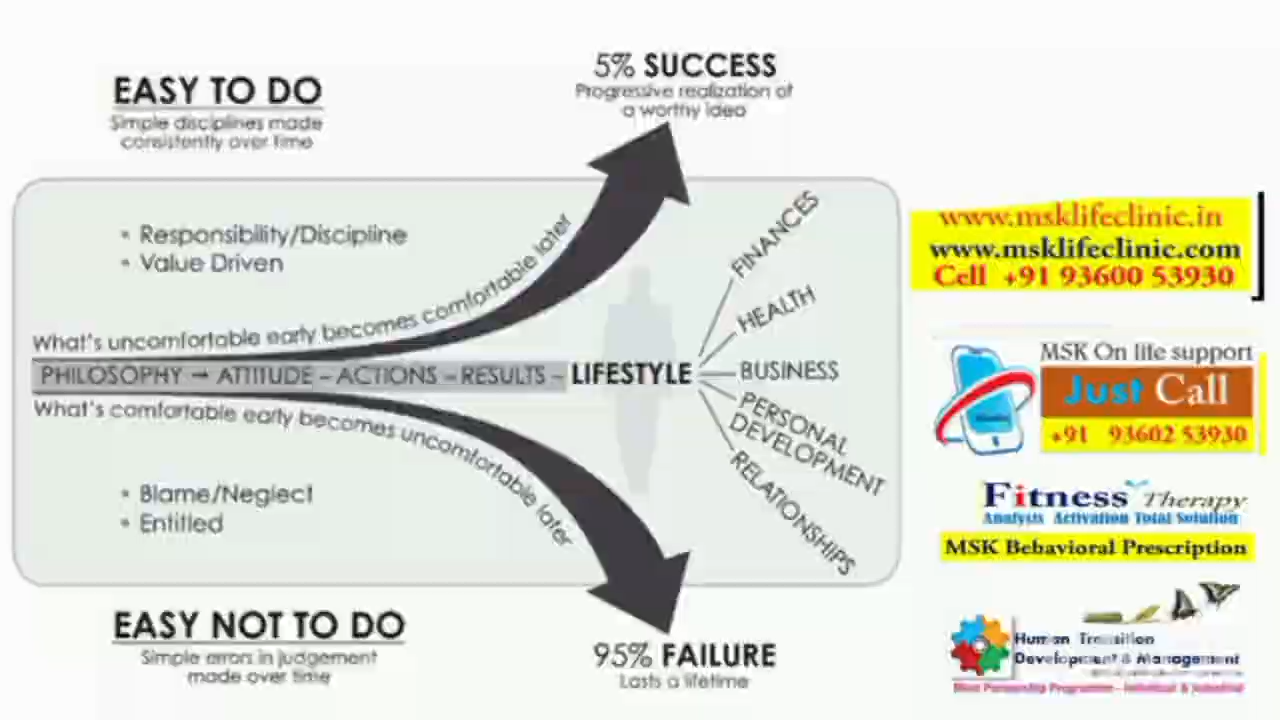 EASY TO DO
Simple disciplines made
consistently over time
5% SUCCESS
Progressive realization of
a worthy idea
• Responsibility/Discipline
• Value Driven
What's uncomfortable early becomes comfortable later
PHILOSOPHY → ATTITUDE – ACTIONS – RESULTS – LIFESTYLE
What's comfortable early becomes uncomfortable later
FINANCES
HEALTH
BUSINESS
PERSONAL
DEVELOPMENT
RELATIONSHIPS
• Blame/Neglect
• Entitled
EASY NOT TO DO
Simple errors in judgement
made over time
95% FAILURE
Lasts a lifetime
www.msklifeclinic.in
www.msklifeclinic.com
Cell +91 93600 53930
MSK On life support
Just Call
+91 93602 53930
Fitness Therapy
Analysis Activation Total Solution
MSK Behavioral Prescription
Human Transition
Development & Management